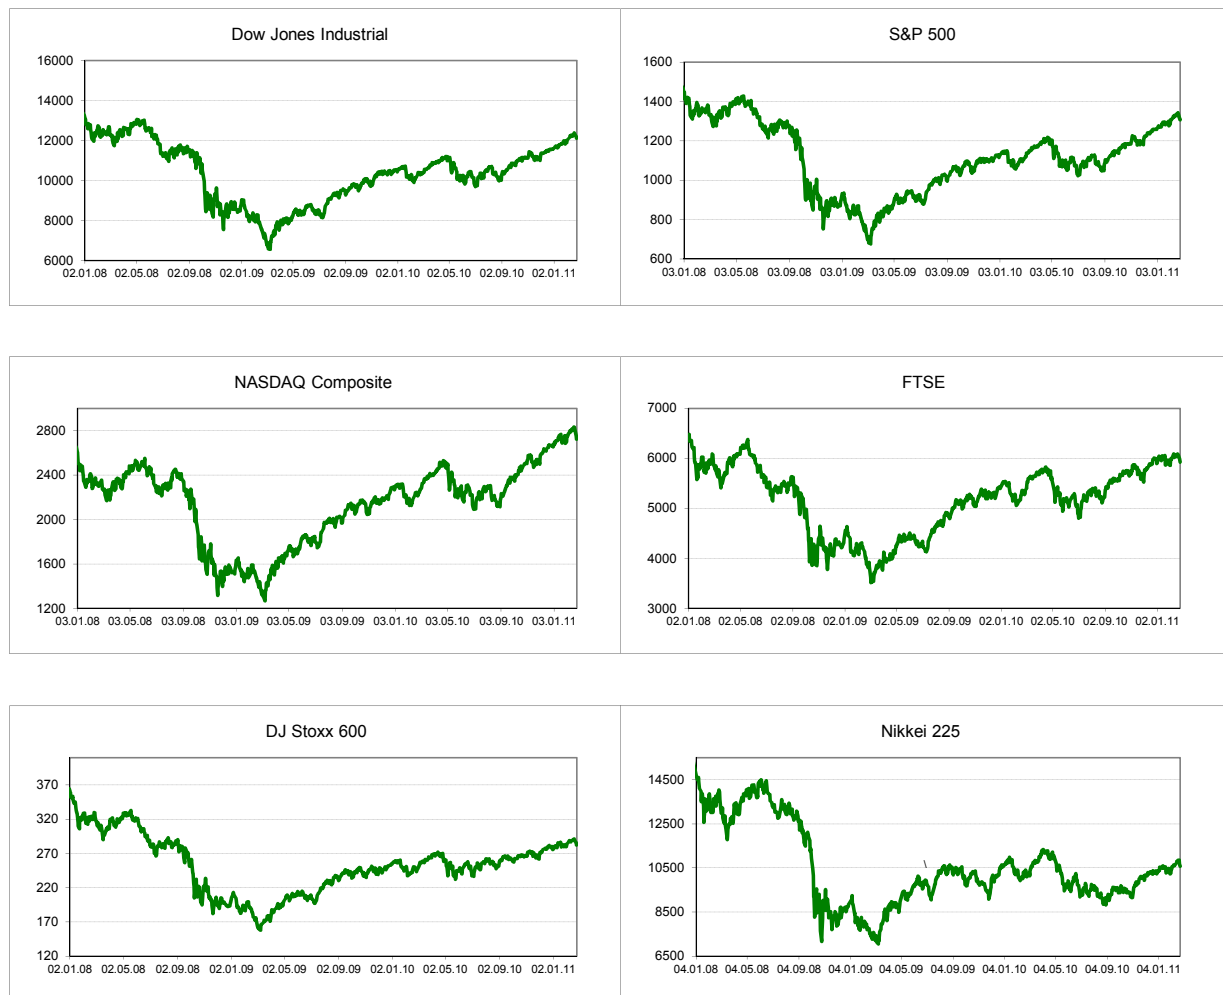 Dow Jones Industrial
16000
14000
12000
10000
8000
6000
02.01.08 02.05.08 02.09.08 02.01.09 02.05.09 02.09.09 02.01.10 02.05.10 02.09.10 02.01.11
S&P 500
1600
1400
1200
1000
800
600
03.01.08 03.05.08 03.09.08 03.01.09 03.05.09 03.09.09 03.01.10 03.05.10 03.09.10 03.01.11
NASDAQ Composite
2800
2400
2000
1600
1200
03.01.08 03.05.08 03.09.08 03.01.09 03.05.09 03.09.09 03.01.10 03.05.10 03.09.10 03.01.11
FTSE
7000
6000
5000
4000
3000
02.01.08 02.05.08 02.09.08 02.01.09 02.05.09 02.09.09 02.01.10 02.05.10 02.09.10 02.01.11
DJ Stoxx 600
370
320
270
220
170
120
02.01.08 02.05.08 02.09.08 02.01.09 02.05.09 02.09.09 02.01.10 02.05.10 02.09.10 02.01.11
Nikkei 225
14500
12500
10500
8500
6500
04.01.08 04.05.08 04.09.08 04.01.09 04.05.09 04.09.09 04.01.10 04.05.10 04.09.10 04.01.11
\